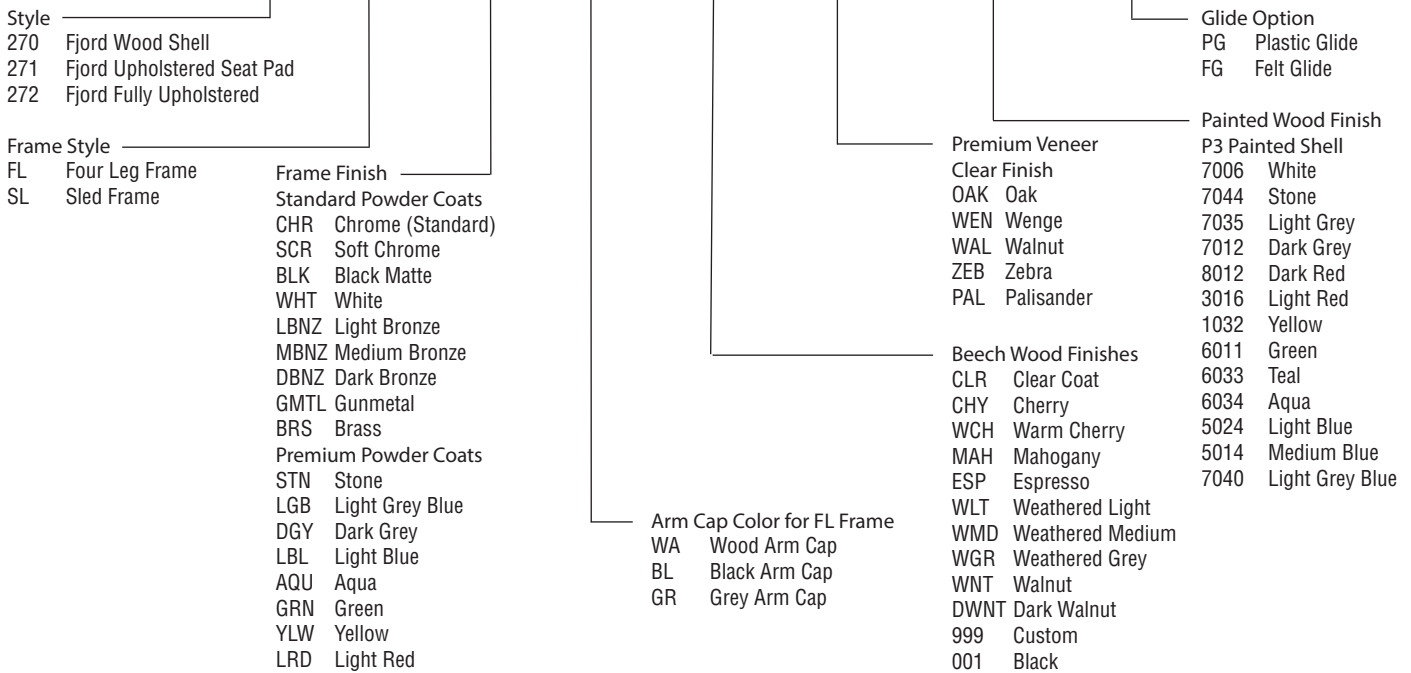 Style
270 Fjord Wood Shell
271 Fjord Upholstered Seat Pad
272 Fjord Fully Upholstered
Frame Style
FL Four Leg Frame
SL Sled Frame
Frame Finish
Standard Powder Coats
CHR Chrome (Standard)
SCR Soft Chrome
BLK Black Matte
WHT White
LBNZ Light Bronze
MBNZ Medium Bronze
DBNZ Dark Bronze
GMTL Gunmetal
BRS Brass
Premium Powder Coats
STN Stone
LGB Light Grey Blue
DGY Dark Grey
LBL Light Blue
AQU Aqua
GRN Green
YLW Yellow
LRD Light Red
Arm Cap Color for FL Frame
WA Wood Arm Cap
BL Black Arm Cap
GR Grey Arm Cap
Premium Veneer
Clear Finish
OAK Oak
WEN Wenge
WAL Walnut
ZEB Zebra
PAL Palisander
Beech Wood Finishes
CLR Clear Coat
CHY Cherry
WCH Warm Cherry
MAH Mahogany
ESP Espresso
WLT Weathered Light
WMD Weathered Medium
WGR Weathered Grey
WNT Walnut
DWNT Dark Walnut
999 Custom
001 Black
Glide Option
PG Plastic Glide
FG Felt Glide
Painted Wood Finish
P3 Painted Shell
7006 White
7044 Stone
7035 Light Grey
7012 Dark Grey
8012 Dark Red
3016 Light Red
1032 Yellow
6011 Green
6033 Teal
6034 Aqua
5024 Light Blue
5014 Medium Blue
7040 Light Grey Blue